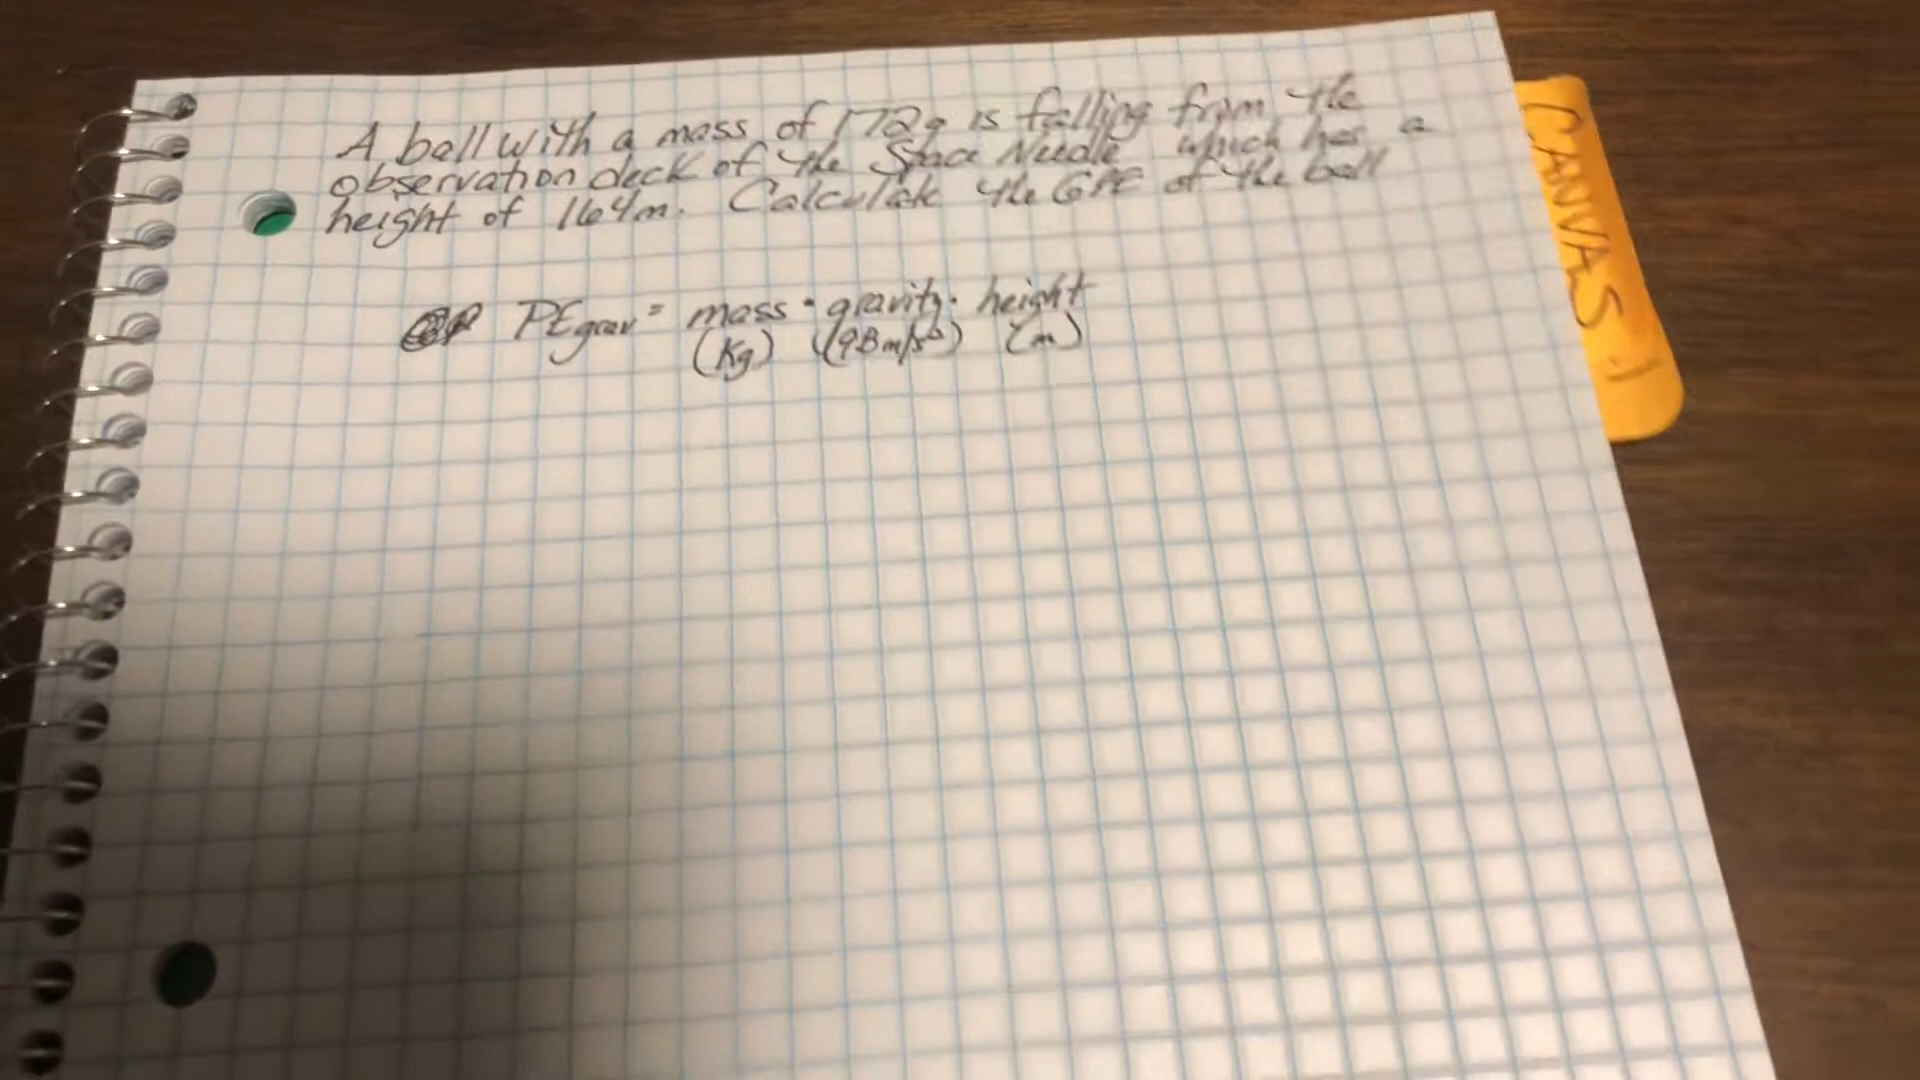 A ball with a mass of 172g is falling from the
observation deck of the Space Needle which has a
height of 164m. Calculate the GPE of the ball
PEgrav = mass · gravity · height
(Kg) (9.8m/s²) (m)
CANVAS.1